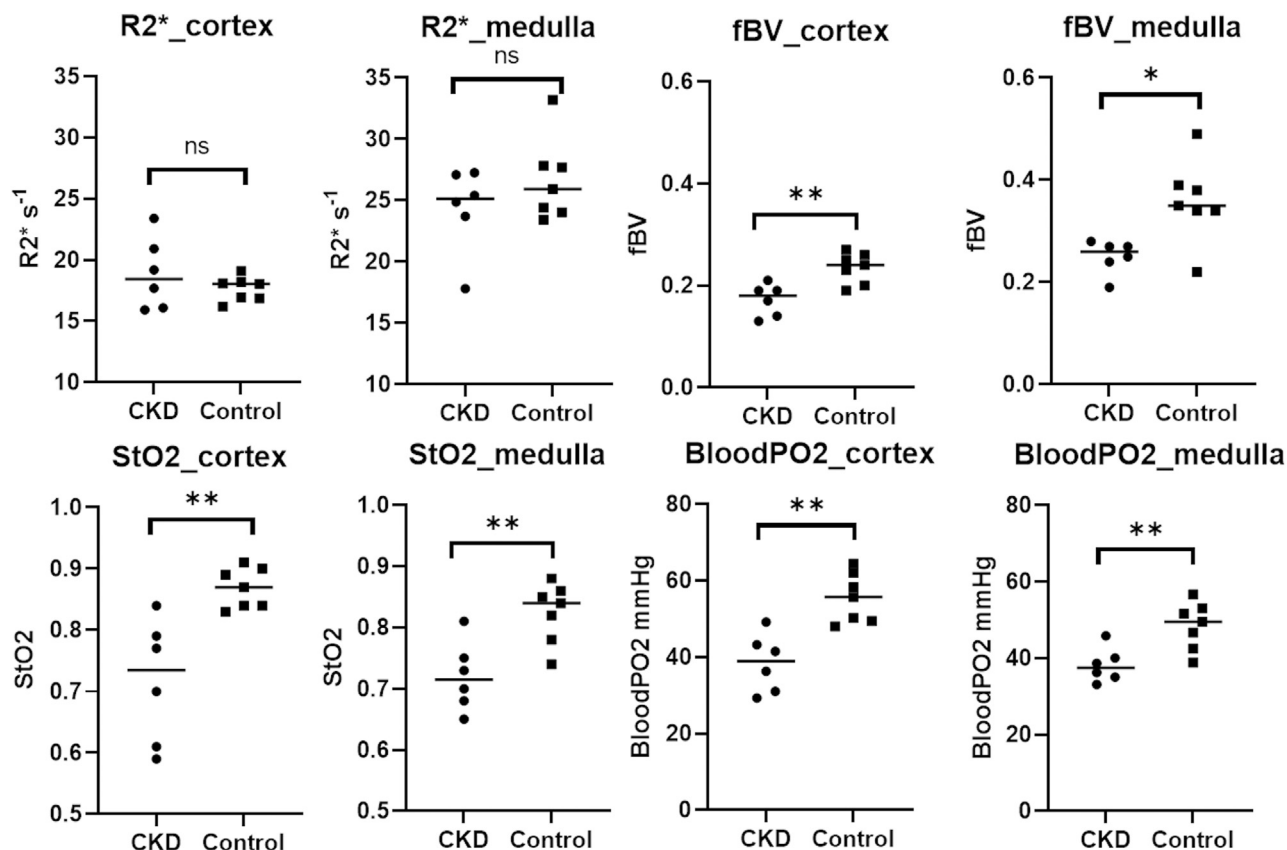 R2*_cortex
ns
R2* s-1
35
30
25
20
15
10
CKD
Control
R2*_medulla
ns
R2* s-1
35
30
25
20
15
10
CKD
Control
fBV_cortex
**
fBV
0.6
0.4
0.2
0.0
CKD
Control
fBV_medulla
*
fBV
0.6
0.4
0.2
0.0
CKD
Control
StO2_cortex
**
StO2
1.0
0.9
0.8
0.7
0.6
0.5
CKD
Control
StO2_medulla
**
StO2
1.0
0.9
0.8
0.7
0.6
0.5
CKD
Control
BloodPO2_cortex
**
BloodPO2 mmHg
80
60
40
20
0
CKD
Control
BloodPO2_medulla
**
BloodPO2 mmHg
80
60
40
20
0
CKD
Control